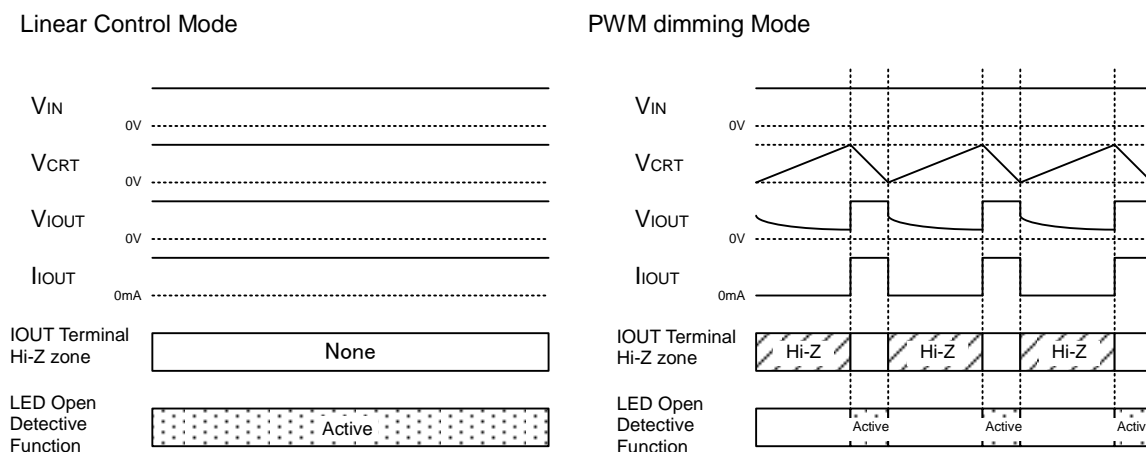 Linear Control Mode
VIN
0V
VCRT
0V
VIOUT
0V
IIOUT
0mA
IOUT Terminal
Hi-Z zone
None
LED Open
Detective
Function
Active
PWM dimming Mode
VIN
0V
VCRT
VIOUT
0V
IIOUT
0mA
IOUT Terminal
Hi-Z zone
Hi-Z
Hi-Z
Hi-Z
LED Open
Detective
Function
Active
Active
Activ